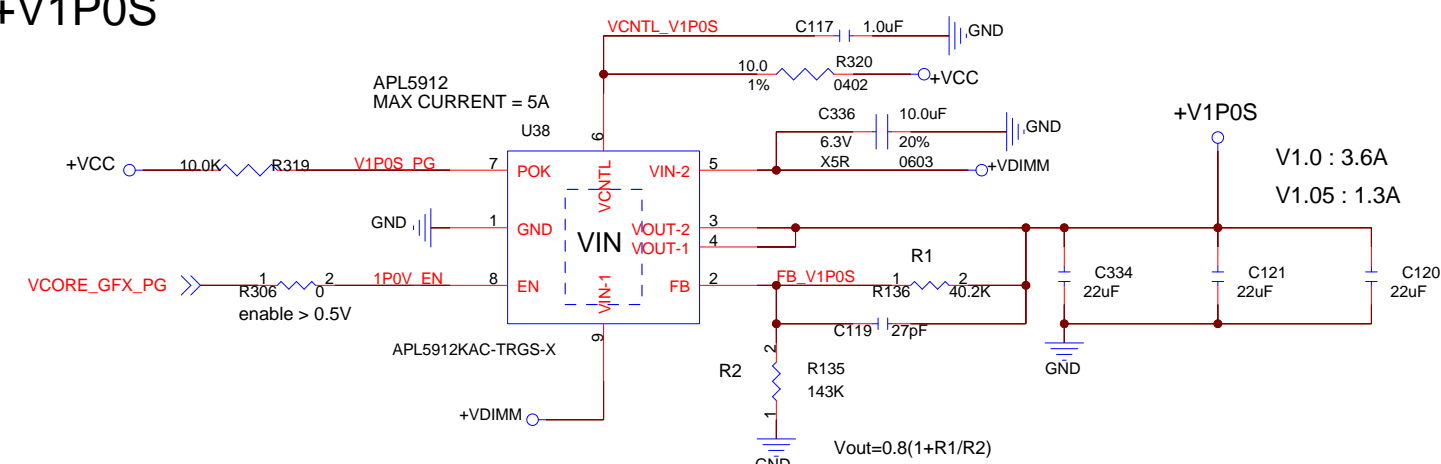 +V1P0S
VCNTL_V1P0S
C117
1.0uF
GND
10.0
R320
1%
0402
+VCC
APL5912
MAX CURRENT = 5A
U38
6
C336
10.0uF
GND
6.3V
20%
X5R
0603
+VDIMM
+V1P0S
V1.0 : 3.6A
V1.05 : 1.3A
+VCC
10.0K
R319
V1P0S_PG
7
POK
VCNTL
VIN-2
5
GND
1
GND
VIN
VOUT-2
3
VOUT-1
4
VCORE_GFX_PG
1
2
R306
0
enable > 0.5V
1P0V_EN
8
EN
VIN-1
FB
2
FB_V1P0S
R1
1
2
R136
40.2K
C119
27pF
C334
22uF
C121
22uF
C120
22uF
GND
APL5912KAC-TRGS-X
9
+VDIMM
R2
2
R135
143K
1
GND
Vout=0.8(1+R1/R2)